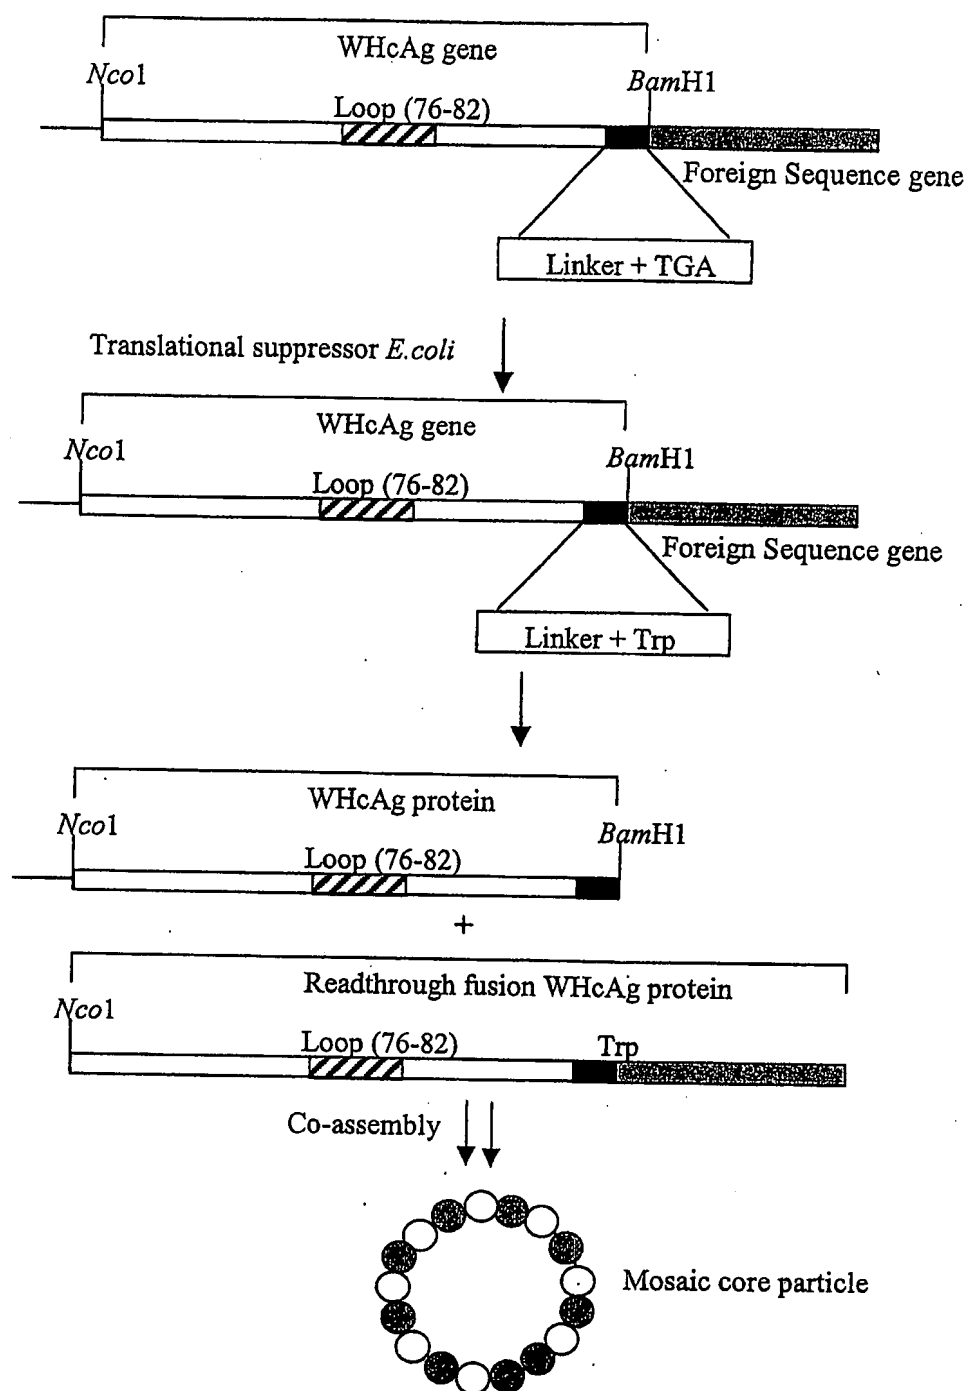 WHcAg gene
Nco1
BamH1
Loop (76-82)
Foreign Sequence gene
Linker + TGA
Translational suppressor E.coli
WHcAg gene
Nco1
BamH1
Loop (76-82)
Foreign Sequence gene
Linker + Trp
WHcAg protein
Nco1
BamH1
Loop (76-82)
+
Readthrough fusion WHcAg protein
Nco1
Loop (76-82)
Trp
Co-assembly
Mosaic core particle